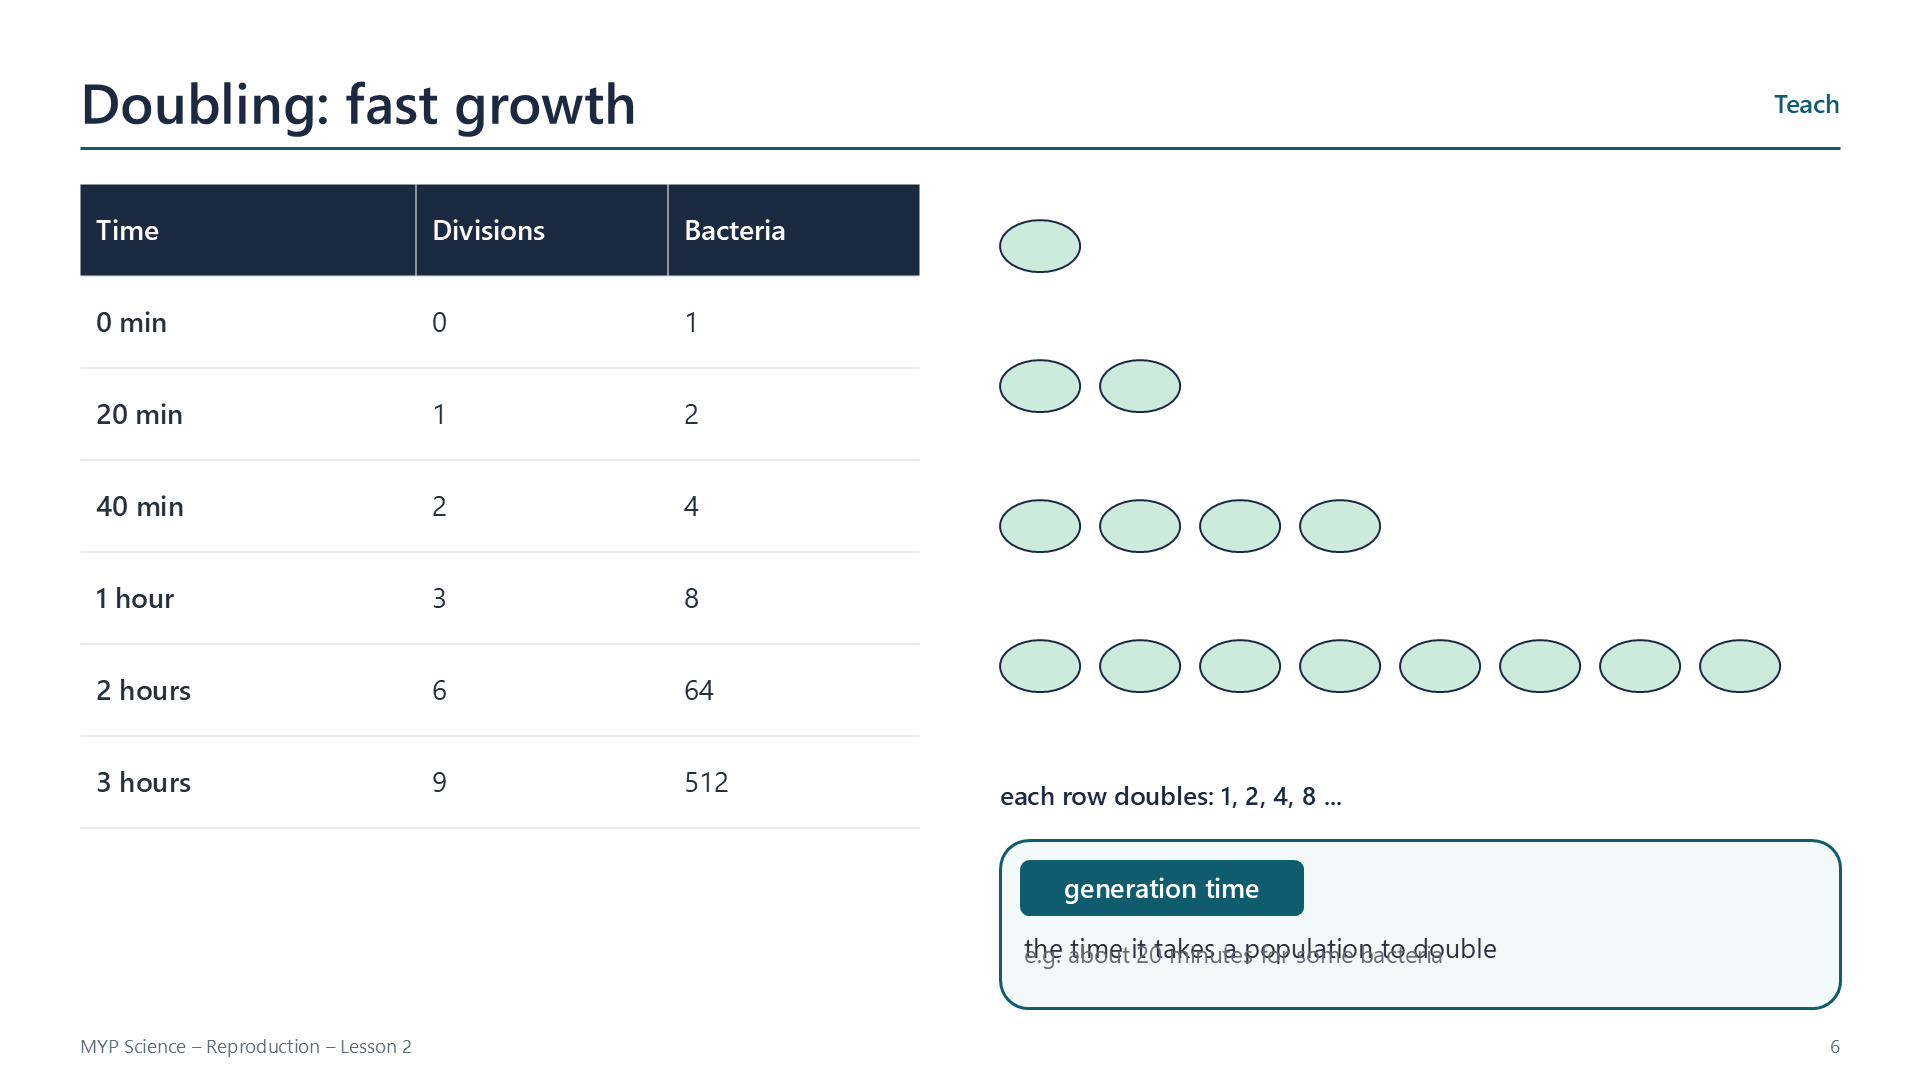 Doubling: fast growth
Teach
Time Divisions Bacteria
0 min 0 1
20 min 1 2
40 min 2 4
1 hour 3 8
2 hours 6 64
3 hours 9 512
each row doubles: 1, 2, 4, 8 ...
generation time
the time it takes a population to double
e.g. about 20 minutes for some bacteria
MYP Science – Reproduction – Lesson 2
6